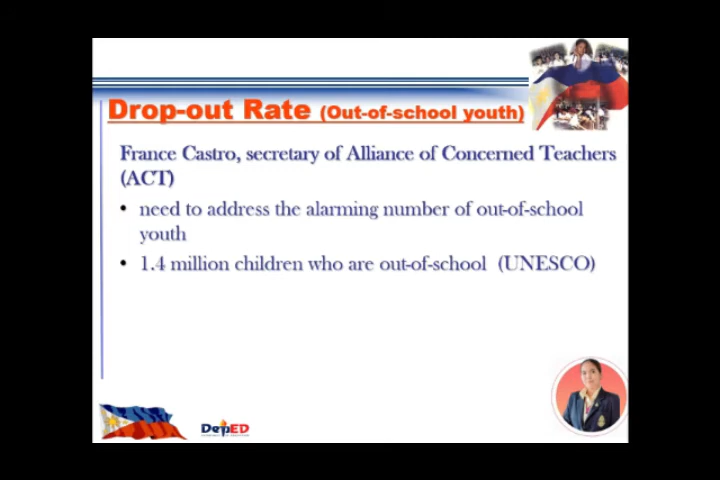 Drop-out Rate (Out-of-school youth)
France Castro, secretary of Alliance of Concerned Teachers
(ACT)
• need to address the alarming number of out-of-school
youth
• 1.4 million children who are out-of-school (UNESCO)
DepED